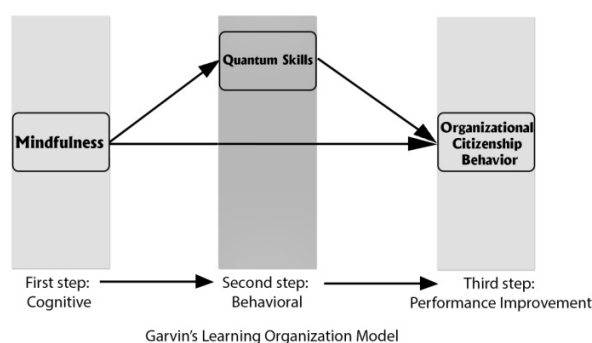 Quantum Skills
Mindfulness
Organizational
Citizenship
Behavior
First step:
Cognitive
Second step:
Behavioral
Third step:
Performance Improvement
Garvin's Learning Organization Model